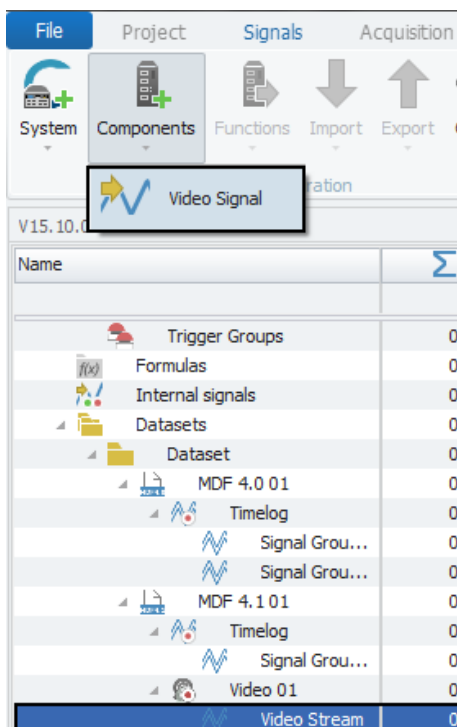 File Project Signals Acquisition
System Components Functions Import Export
Video Signal
ration
V15.10.0
Name Σ
Trigger Groups 0
f(x) Formulas 0
Internal signals 0
Datasets 0
Dataset 0
MDF 4.0 01 0
Timelog 0
Signal Grou... 0
Signal Grou... 0
MDF 4.1 01 0
Timelog 0
Signal Grou... 0
Video 01 0
Video Stream 0